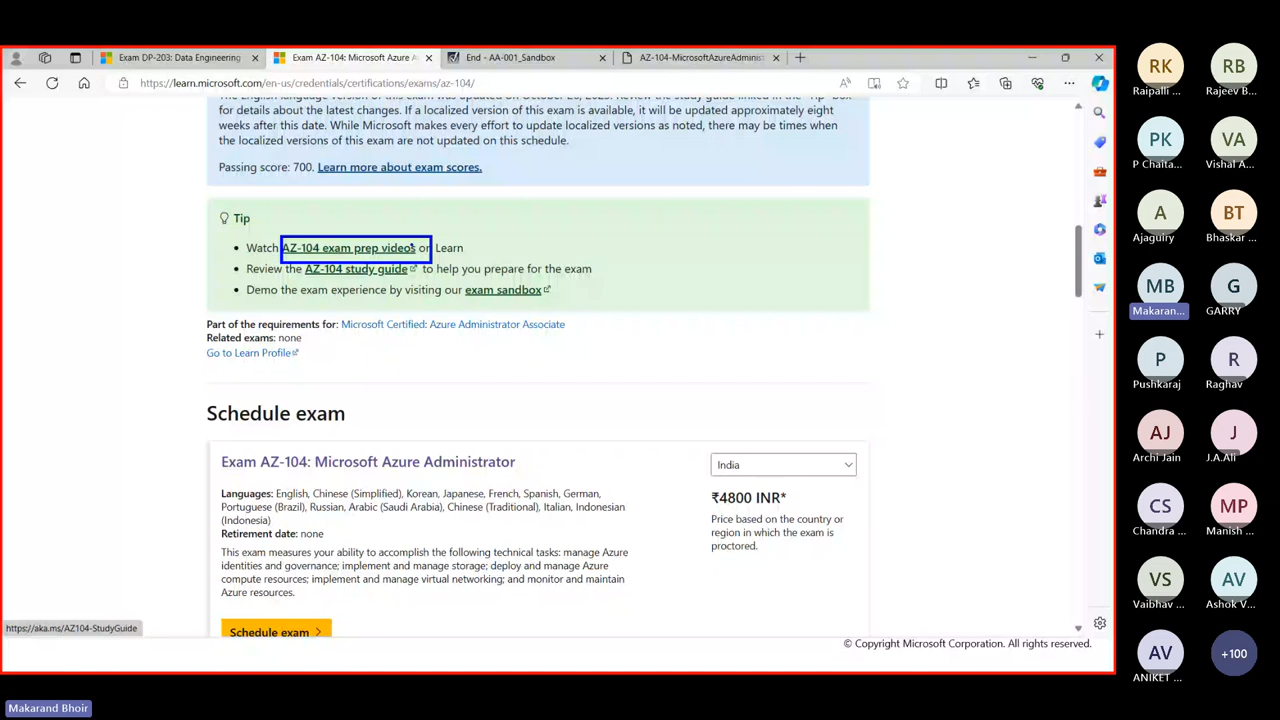 Exam DP-203: Data Engineering
Exam AZ-104: Microsoft Azure A
End - AA-001_Sandbox
AZ-104-MicrosoftAzureAdminist
https://learn.microsoft.com/en-us/credentials/certifications/exams/az-104/
for details about the latest changes. If a localized version of this exam is available, it will be updated approximately eight
weeks after this date. While Microsoft makes every effort to update localized versions as noted, there may be times when
the localized versions of this exam are not updated on this schedule.
Passing score: 700. Learn more about exam scores.
Tip
• Watch AZ-104 exam prep videos on Learn
• Review the AZ-104 study guide to help you prepare for the exam
• Demo the exam experience by visiting our exam sandbox
Part of the requirements for: Microsoft Certified: Azure Administrator Associate
Related exams: none
Go to Learn Profile
Schedule exam
Exam AZ-104: Microsoft Azure Administrator
India
Languages: English, Chinese (Simplified), Korean, Japanese, French, Spanish, German,
Portuguese (Brazil), Russian, Arabic (Saudi Arabia), Chinese (Traditional), Italian, Indonesian
(Indonesia)
Retirement date: none
₹4800 INR*
Price based on the country or
region in which the exam is
proctored.
This exam measures your ability to accomplish the following technical tasks: manage Azure
identities and governance; implement and manage storage; deploy and manage Azure
compute resources; implement and manage virtual networking; and monitor and maintain
Azure resources.
Schedule exam
https://aka.ms/AZ104-StudyGuide
© Copyright Microsoft Corporation. All rights reserved.
Makarand Bhoir
RK
Raipalli ...
RB
Rajeev B...
PK
P Chaita...
VA
Vishal A...
A
Ajaguiry
BT
Bhaskar ...
MB
Makaran...
G
GARRY
P
Pushkaraj
R
Raghav
AJ
Archi Jain
J
J.A.Ali
CS
Chandra ...
MP
Manish ...
VS
Vaibhav ...
AV
Ashok V...
AV
ANIKET ...
+100